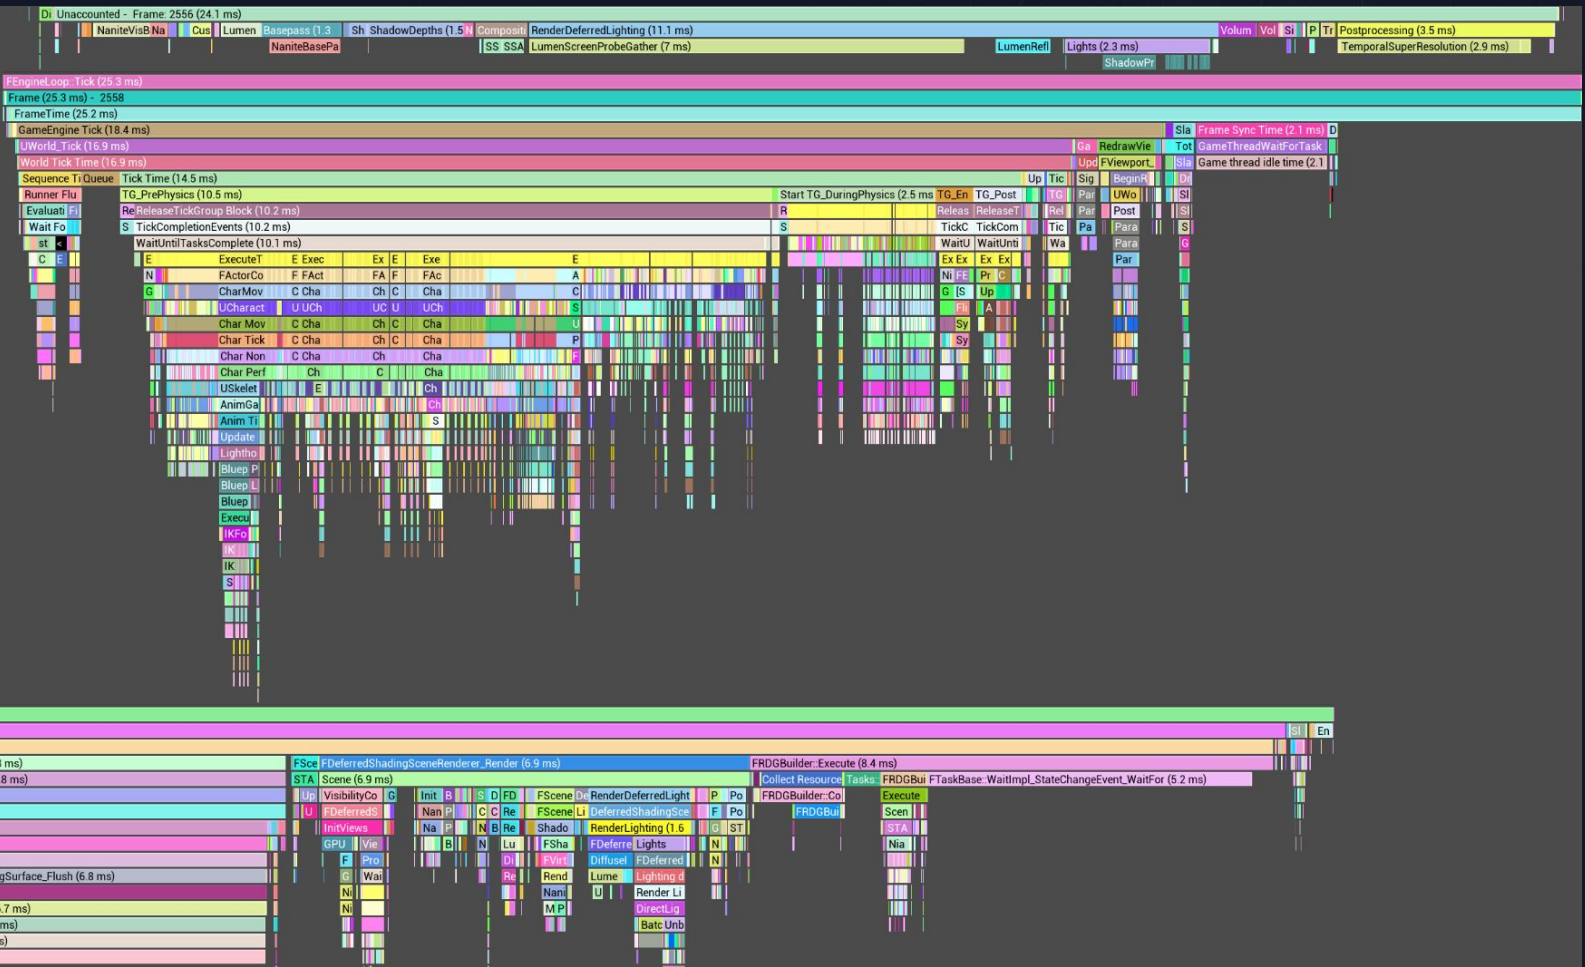 Di Unaccounted - Frame: 2556 (24.1 ms)
NaniteVisB Na Cus Lumen Basepass (1.3 Sh ShadowDepths (1.5 N Compositi RenderDeferredLighting (11.1 ms) Volum Vol Si P Tr Postprocessing (3.5 ms)
NaniteBasePa SS SSA LumenScreenProbeGather (7 ms) LumenRefl Lights (2.3 ms) TemporalSuperResolution (2.9 ms)
ShadowPr
FEngineLoop::Tick (25.3 ms)
Frame (25.3 ms) - 2558
FrameTime (25.2 ms)
GameEngine Tick (18.4 ms) Sla Frame Sync Time (2.1 ms) D
UWorld_Tick (16.9 ms) Ga RedrawVie Tot GameThreadWaitForTask
World Tick Time (16.9 ms) Upd FViewport_ Sla Game thread idle time (2.1
Sequence Ti Queue Tick Time (14.5 ms) Up Tic Sig BeginR Dr
Runner Flu TG_PrePhysics (10.5 ms) Start TG_DuringPhysics (2.5 ms TG_En TG_Post TG Par UWo Sl
Evaluati Fi Re ReleaseTickGroup Block (10.2 ms) R Releas ReleaseT Rel Par Post Sl
Wait Fo S TickCompletionEvents (10.2 ms) S TickC TickCom Tic Pa Para S
st < WaitUntilTasksComplete (10.1 ms) WaitU WaitUnti Wa Para G
C E E ExecuteT E Exec Ex E Exe E Ex Ex Ex Ex Par
N FActorCo F FAct FA F FAc A Ni FE Pr C
G CharMov C Cha Ch C Cha C G [S Up
UCharact U UCh UC U UCh S Fli A
Char Mov C Cha Ch C Cha U Sy
Char Tick C Cha Ch C Cha P Sy
Char Non C Cha Ch Cha F
Char Perf Ch C Cha
USkelet E Ch
AnimGa Ch
Anim Ti S
Update
Lightho
Bluep P
Bluep L
Bluep
Execu
IKFo
IK
IK
S
Sl En
ms) FSce FDeferredShadingSceneRenderer_Render (6.9 ms) FRDGBuilder::Execute (8.4 ms)
.8 ms) STA Scene (6.9 ms) Collect Resource Tasks:: FRDGBui FTaskBase::WaitImpl_StateChangeEvent_WaitFor (5.2 ms)
Up VisibilityCo G Init B S D FD FScene De RenderDeferredLight P Po FRDGBuilder::Co Execute
U FDeferredS Nan P C C Re FScene Li DeferredShadingSce F Po FRDGBui Scen
InitViews Na P N B Re Shado RenderLighting (1.6 G ST STA
GPU Vie B N Lu FSha FDeferre Lights N Nia
F Pro Di FVirt Diffusel FDeferred N
gSurface_Flush (6.8 ms) G Wai Re Rend Lume Lighting d
Ni Nani U Render Li
.7 ms) Ni M P DirectLig
ms) Batc Unb
s)